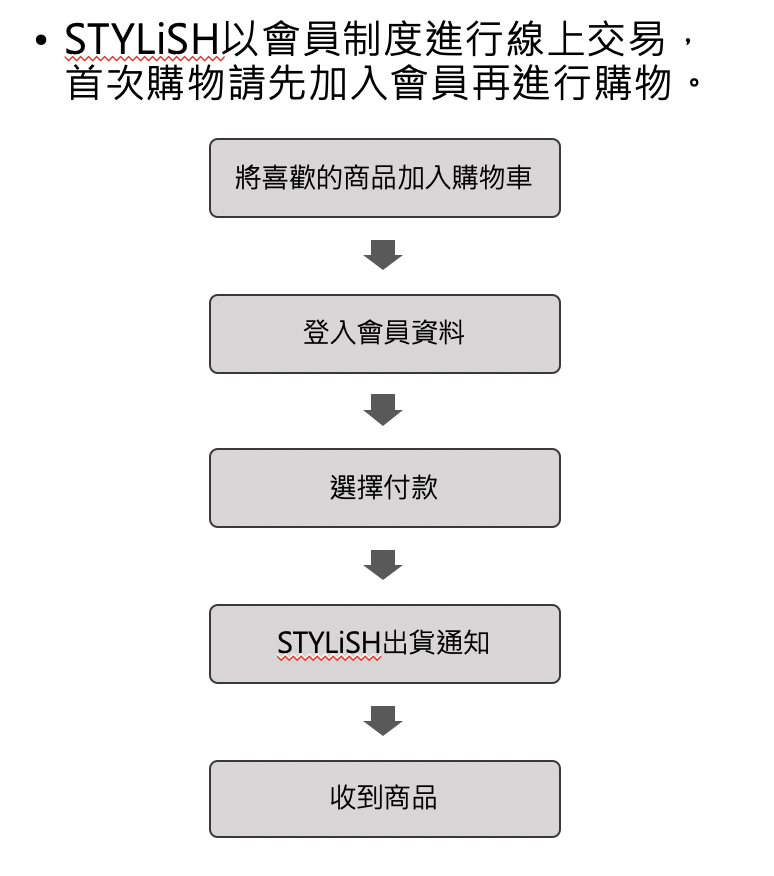 • STYLiSH以會員制度進行線上交易，
首次購物請先加入會員再進行購物。
將喜歡的商品加入購物車
登入會員資料
選擇付款
STYLiSH出貨通知
收到商品